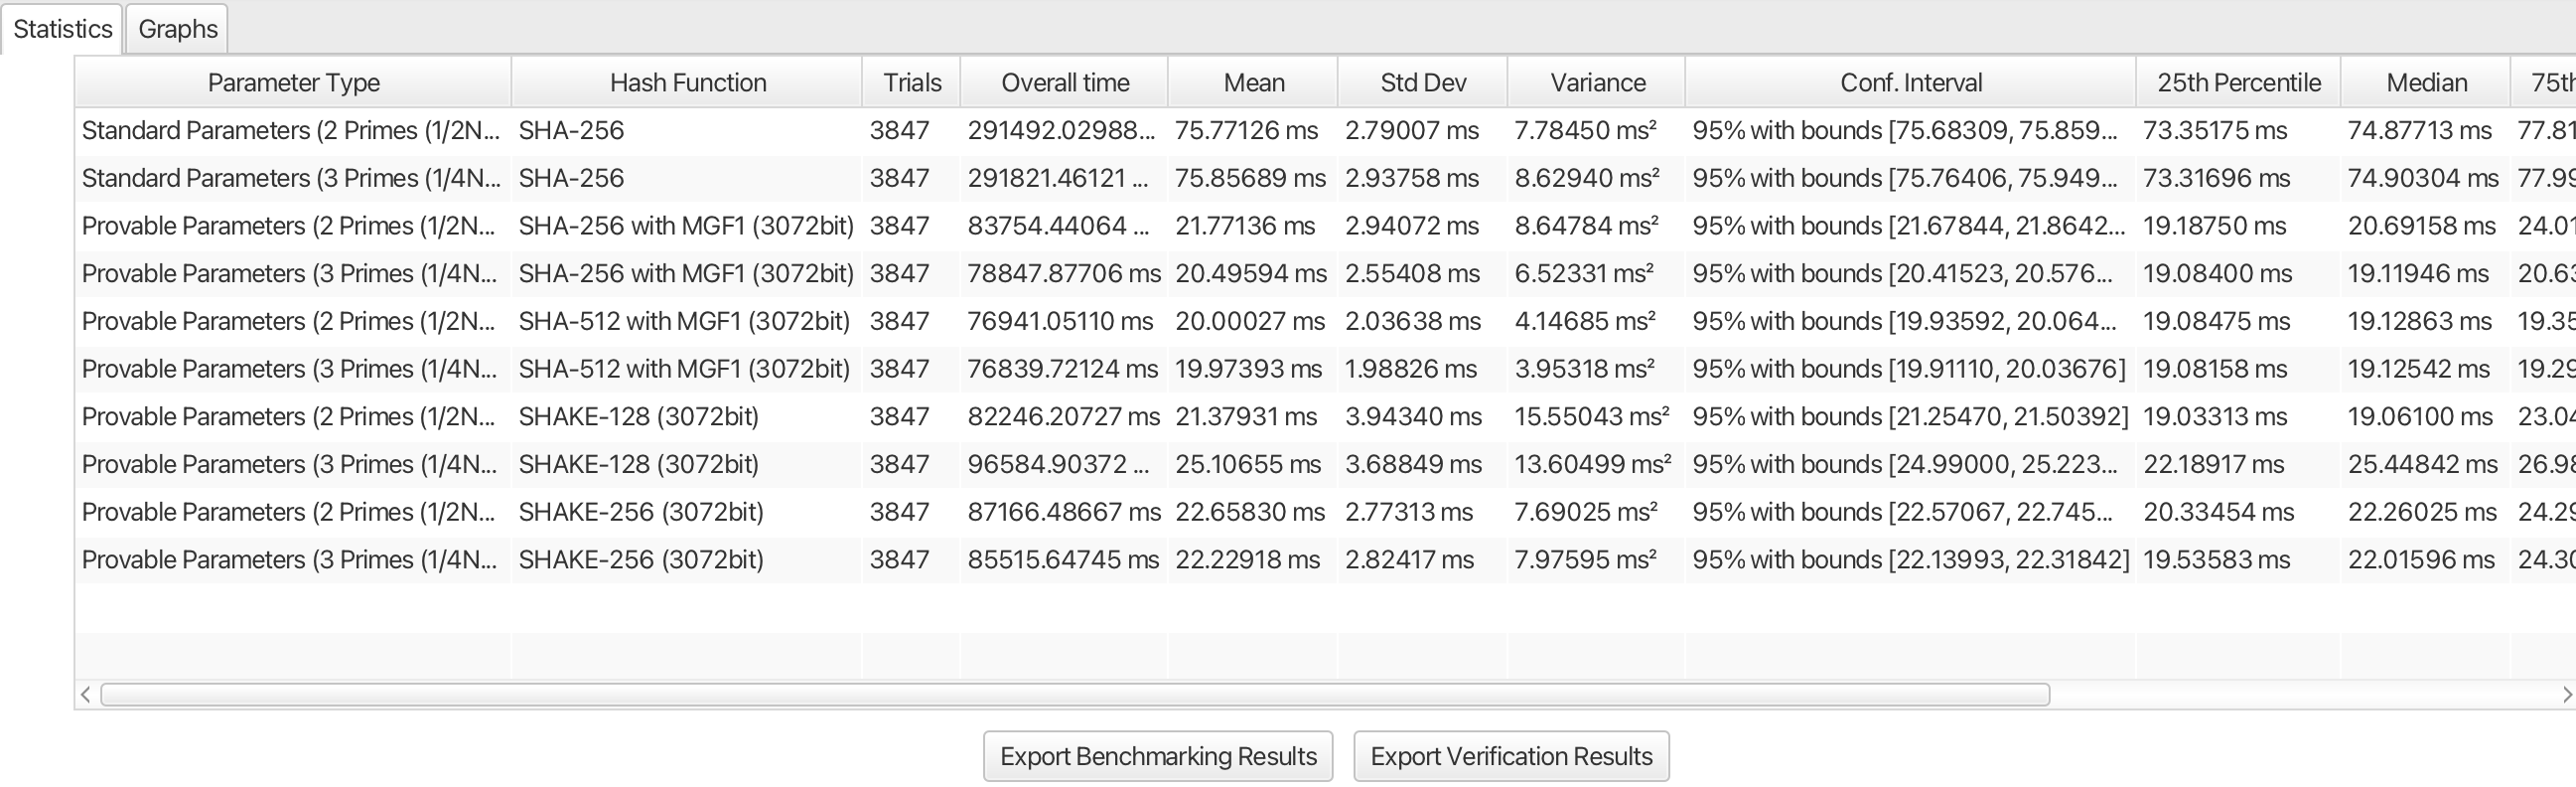 Statistics Graphs
Parameter Type Hash Function Trials Overall time Mean Std Dev Variance Conf. Interval 25th Percentile Median 75th
Standard Parameters (2 Primes (1/2N... SHA-256 3847 291492.02988... 75.77126 ms 2.79007 ms 7.78450 ms² 95% with bounds [75.68309, 75.859... 73.35175 ms 74.87713 ms 77.81
Standard Parameters (3 Primes (1/4N... SHA-256 3847 291821.46121 ... 75.85689 ms 2.93758 ms 8.62940 ms² 95% with bounds [75.76406, 75.949... 73.31696 ms 74.90304 ms 77.99
Provable Parameters (2 Primes (1/2N... SHA-256 with MGF1 (3072bit) 3847 83754.44064 ... 21.77136 ms 2.94072 ms 8.64784 ms² 95% with bounds [21.67844, 21.8642... 19.18750 ms 20.69158 ms 24.01
Provable Parameters (3 Primes (1/4N... SHA-256 with MGF1 (3072bit) 3847 78847.87706 ms 20.49594 ms 2.55408 ms 6.52331 ms² 95% with bounds [20.41523, 20.576... 19.08400 ms 19.11946 ms 20.63
Provable Parameters (2 Primes (1/2N... SHA-512 with MGF1 (3072bit) 3847 76941.05110 ms 20.00027 ms 2.03638 ms 4.14685 ms² 95% with bounds [19.93592, 20.064... 19.08475 ms 19.12863 ms 19.35
Provable Parameters (3 Primes (1/4N... SHA-512 with MGF1 (3072bit) 3847 76839.72124 ms 19.97393 ms 1.98826 ms 3.95318 ms² 95% with bounds [19.91110, 20.03676] 19.08158 ms 19.12542 ms 19.29
Provable Parameters (2 Primes (1/2N... SHAKE-128 (3072bit) 3847 82246.20727 ms 21.37931 ms 3.94340 ms 15.55043 ms² 95% with bounds [21.25470, 21.50392] 19.03313 ms 19.06100 ms 23.04
Provable Parameters (3 Primes (1/4N... SHAKE-128 (3072bit) 3847 96584.90372 ... 25.10655 ms 3.68849 ms 13.60499 ms² 95% with bounds [24.99000, 25.223... 22.18917 ms 25.44842 ms 26.98
Provable Parameters (2 Primes (1/2N... SHAKE-256 (3072bit) 3847 87166.48667 ms 22.65830 ms 2.77313 ms 7.69025 ms² 95% with bounds [22.57067, 22.745... 20.33454 ms 22.26025 ms 24.29
Provable Parameters (3 Primes (1/4N... SHAKE-256 (3072bit) 3847 85515.64745 ms 22.22918 ms 2.82417 ms 7.97595 ms² 95% with bounds [22.13993, 22.31842] 19.53583 ms 22.01596 ms 24.30
Export Benchmarking Results Export Verification Results